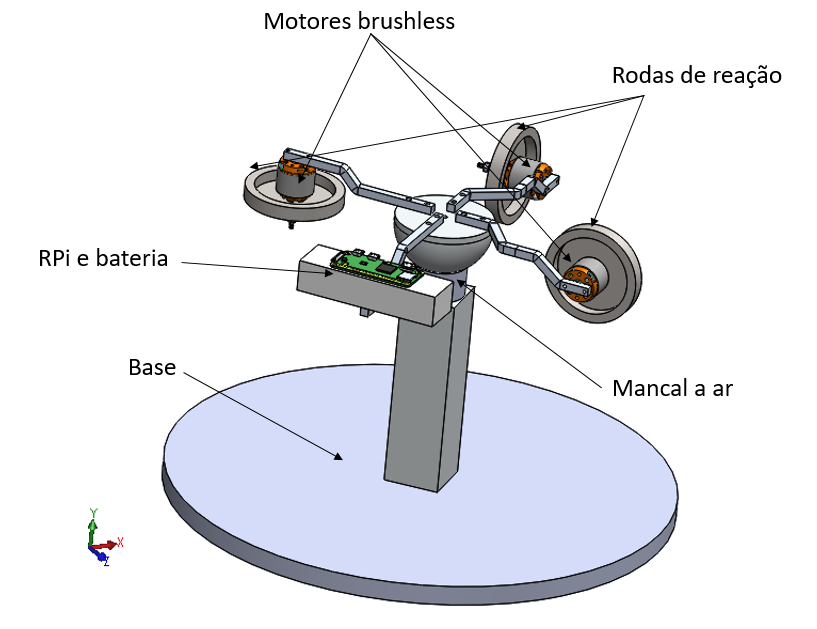 Motores brushless
Rodas de reação
RPi e bateria
Base
Mancal a ar
Y
X
Z